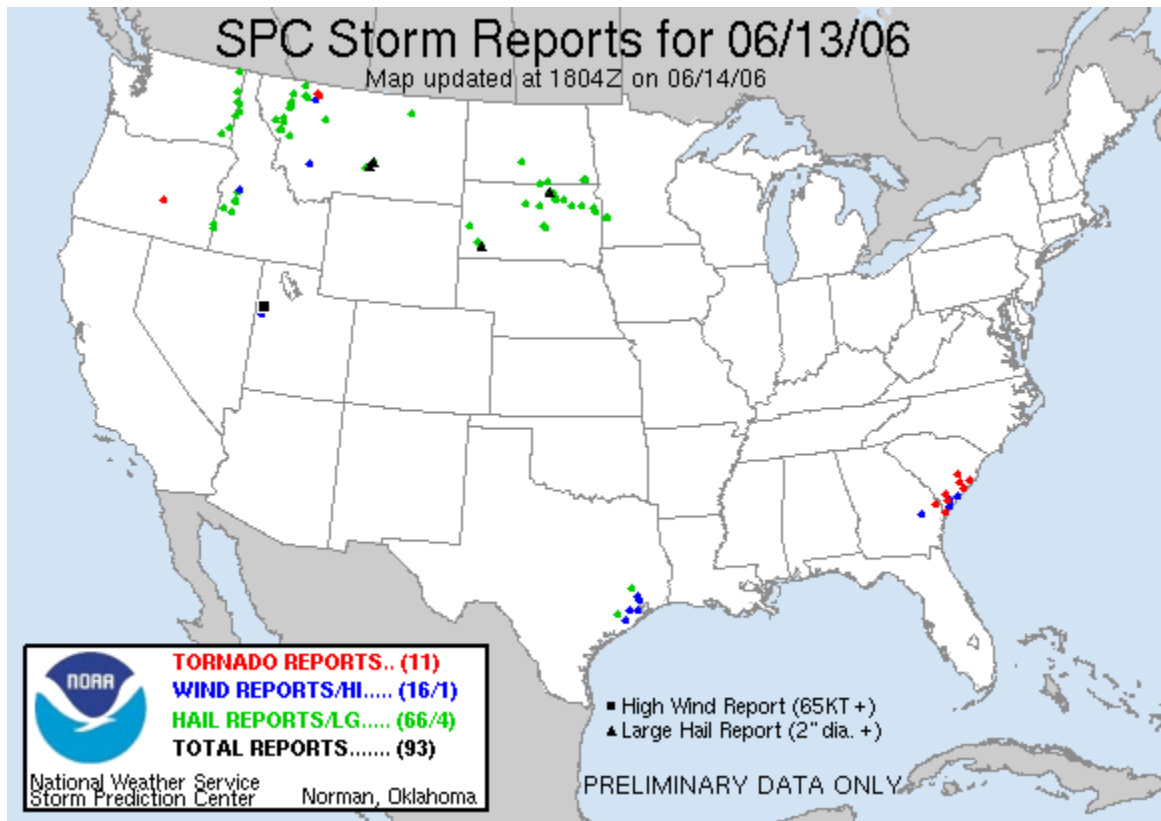 SPC Storm Reports for 06/13/06
Map updated at 1804Z on 06/14/06
NOAA
TORNADO REPORTS.. (11)
WIND REPORTS/HI..... (16/1)
HAIL REPORTS/LG..... (66/4)
TOTAL REPORTS....... (93)
National Weather Service
Storm Prediction Center Norman, Oklahoma
High Wind Report (65KT +)
Large Hail Report (2" dia. +)
PRELIMINARY DATA ONLY